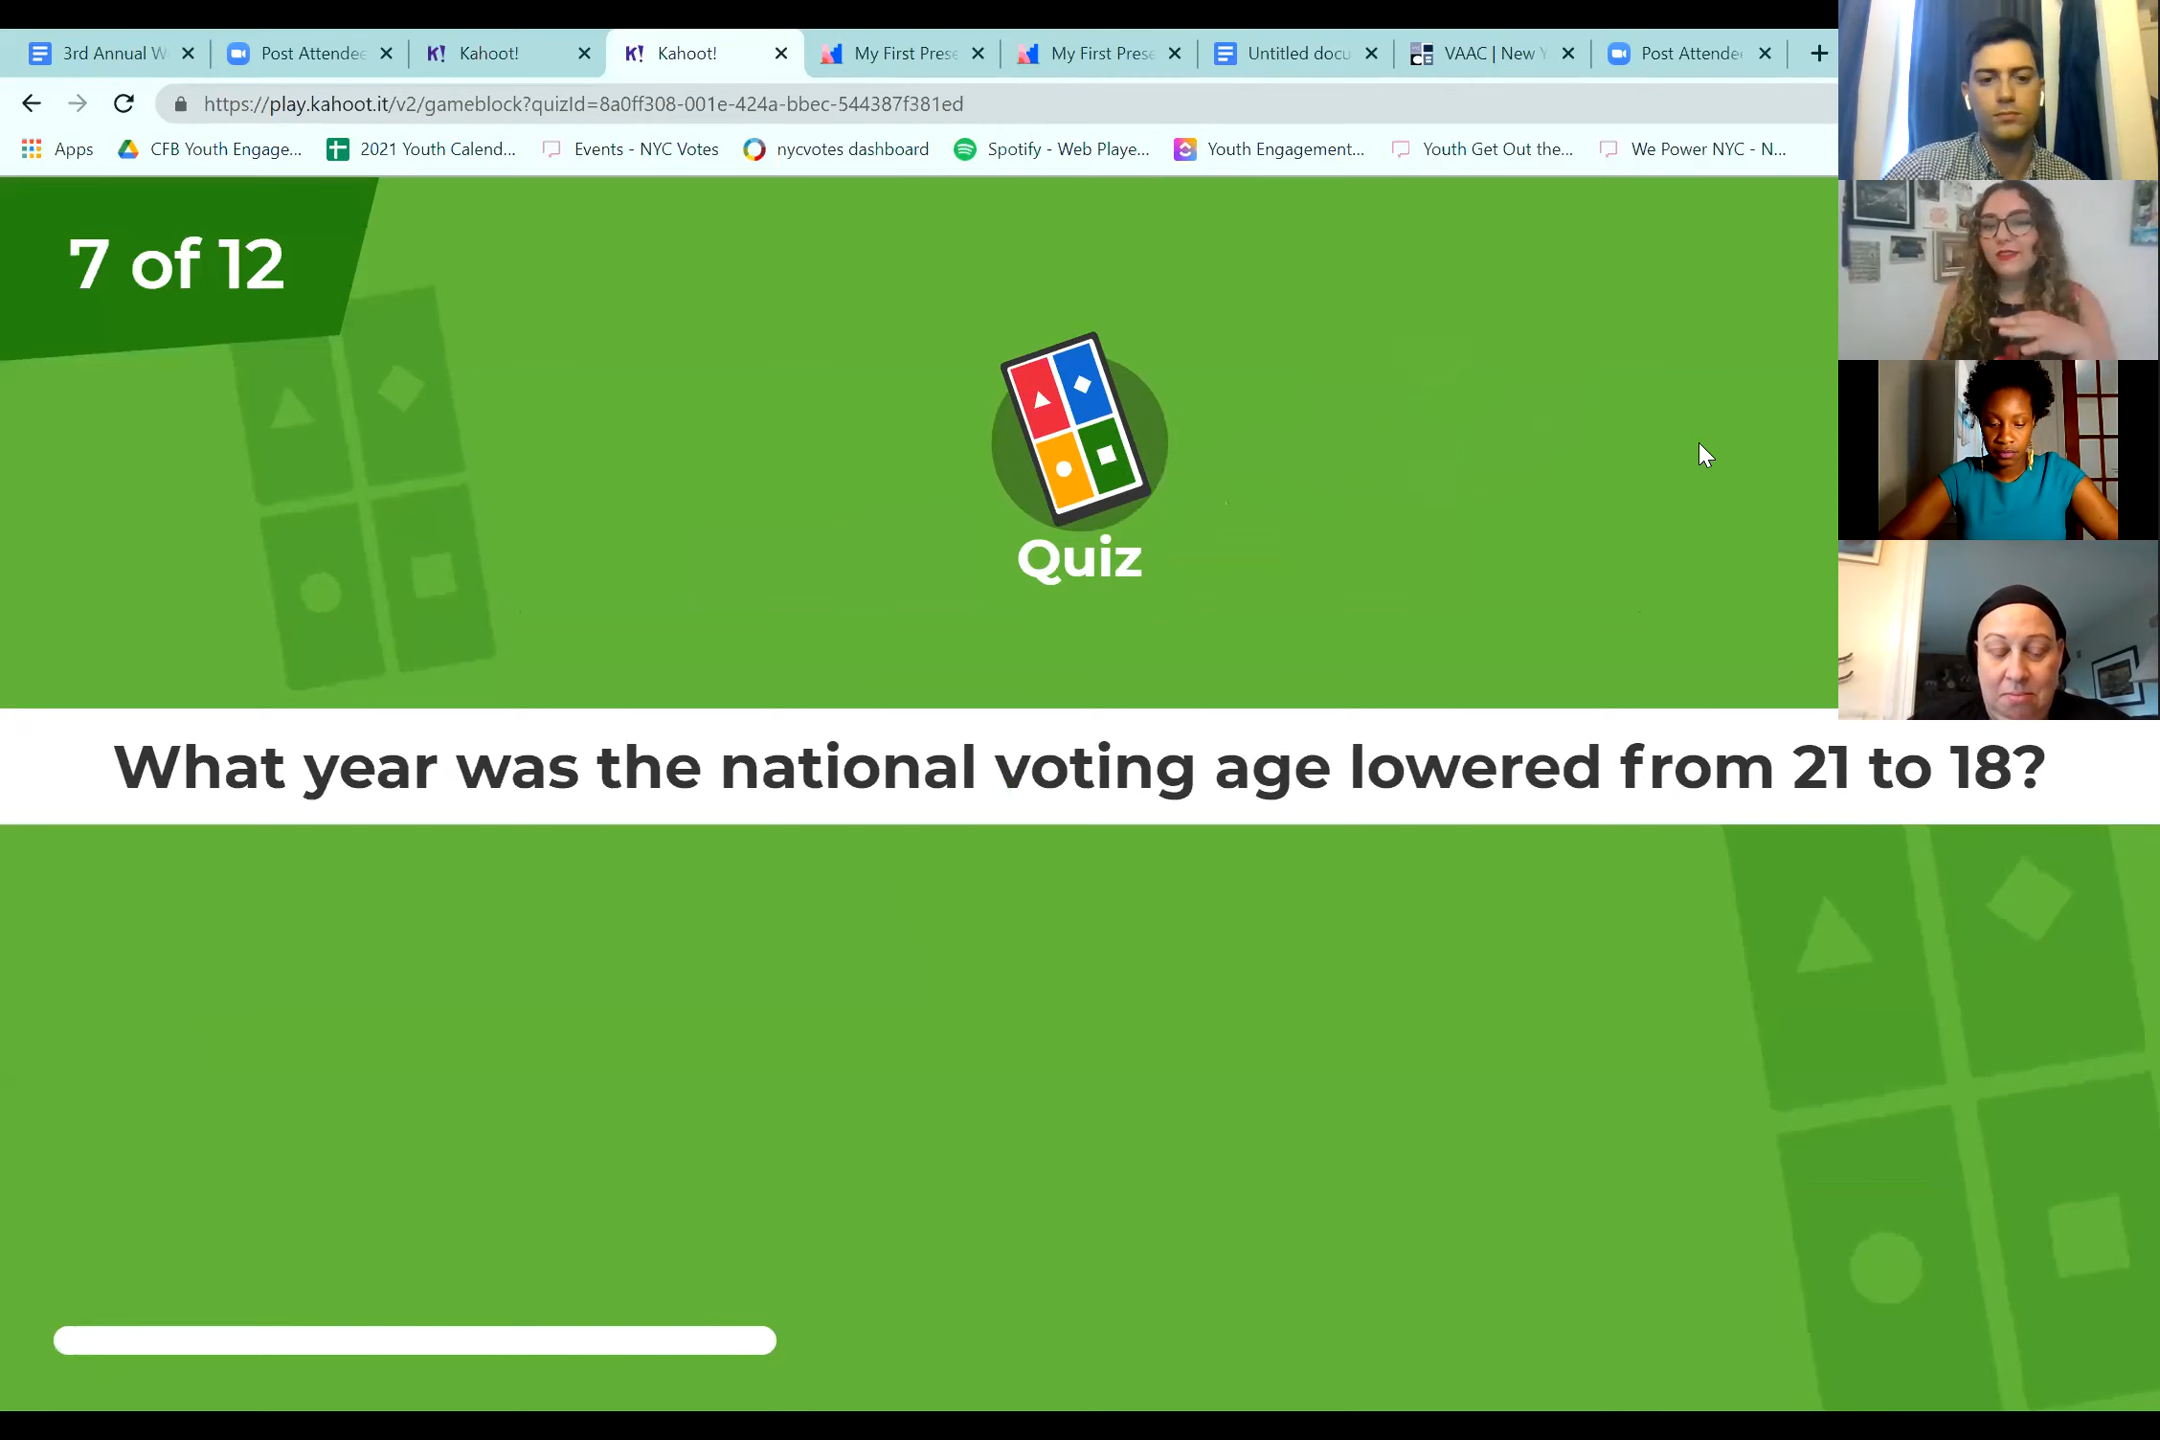 3rd Annual W
Post Attendee
Kahoot!
Kahoot!
My First Prese
My First Prese
Untitled docu
VAAC | New Y
Post Attende
https://play.kahoot.it/v2/gameblock?quizId=8a0ff308-001e-424a-bbec-544387f381ed
Apps
CFB Youth Engage...
2021 Youth Calend...
Events - NYC Votes
nycvotes dashboard
Spotify - Web Playe...
Youth Engagement...
Youth Get Out the...
We Power NYC - N...
7 of 12
Quiz
What year was the national voting age lowered from 21 to 18?